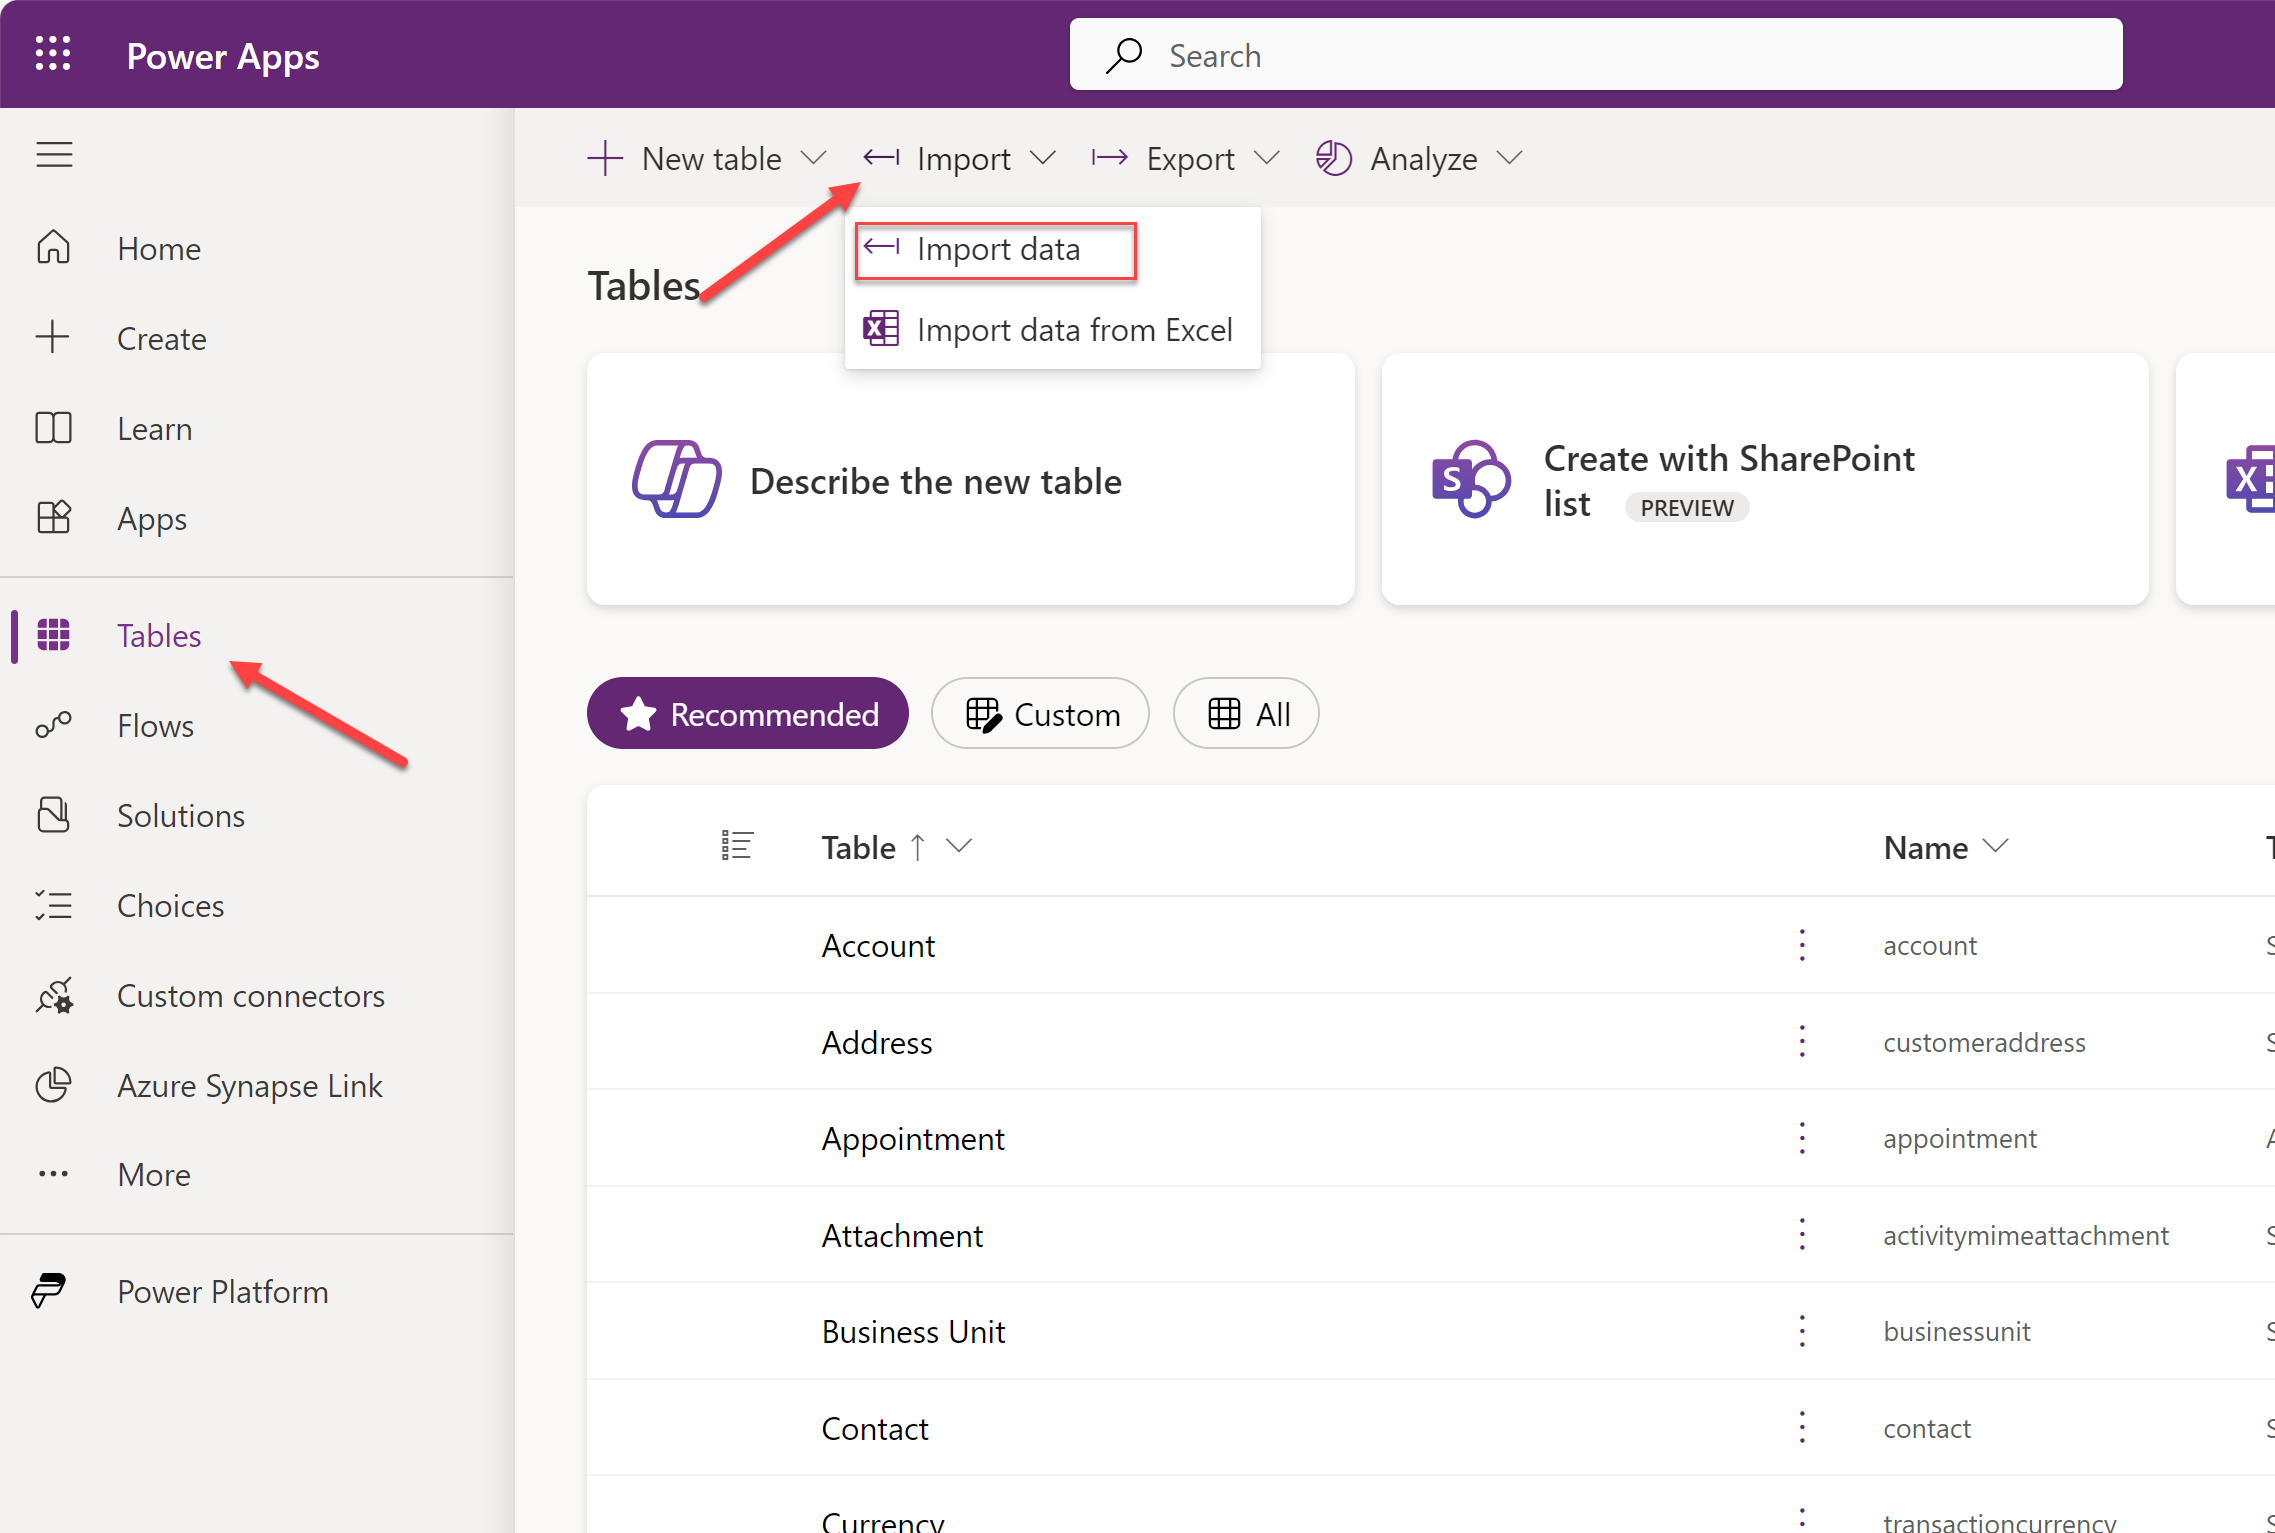 Power Apps
Search
New table
Import
Export
Analyze
Import data
Import data from Excel
Home
Create
Learn
Apps
Tables
Flows
Solutions
Choices
Custom connectors
Azure Synapse Link
More
Power Platform
Tables
Describe the new table
Create with SharePoint
list PREVIEW
Recommended
Custom
All
Table Name
Account account
Address customeraddress
Appointment appointment
Attachment activitymimeattachment
Business Unit businessunit
Contact contact
Currency transactioncurrency